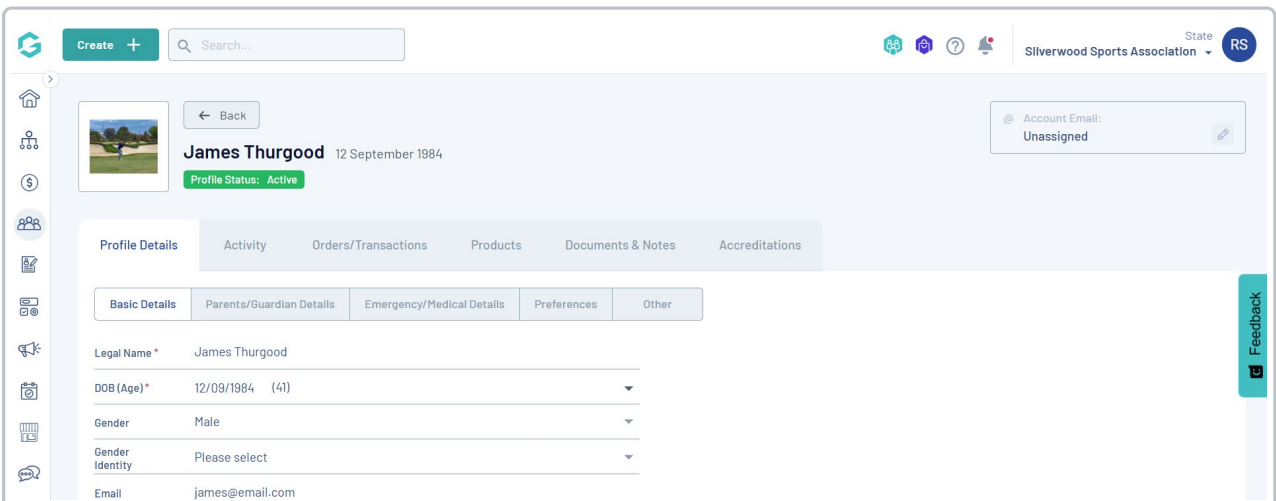 Create +
Search...
State
Silverwood Sports Association
RS
← Back
James Thurgood 12 September 1984
Profile Status: Active
@ Account Email:
Unassigned
Profile Details
Activity
Orders/Transactions
Products
Documents & Notes
Accreditations
Basic Details
Parents/Guardian Details
Emergency/Medical Details
Preferences
Other
Legal Name * James Thurgood
DOB (Age) * 12/09/1984 (41)
Gender Male
Gender
Identity
Please select
Email james@email.com
Feedback